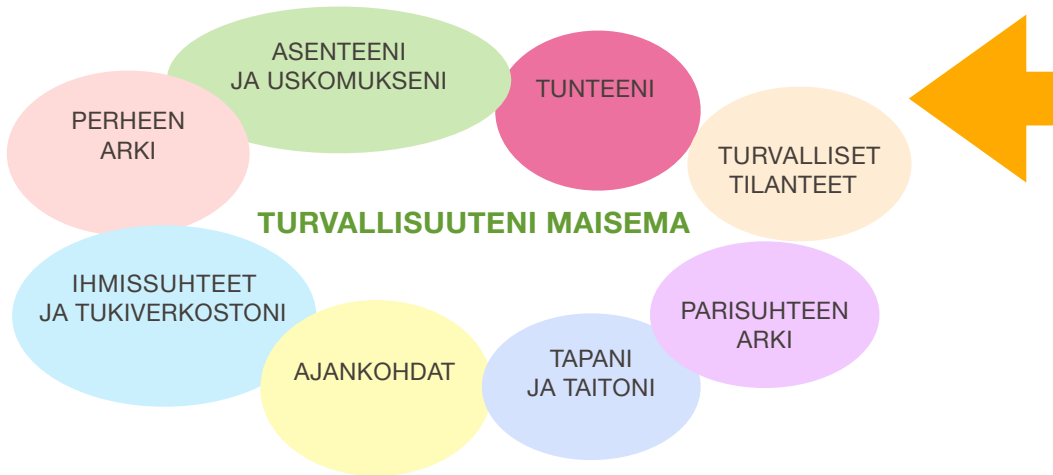 ASENTEENI
JA USKOMUKSENI
TUNTEENI
PERHEEN
ARKI
TURVALLISET
TILANTEET
TURVALLISUUTENI MAISEMA
IHMISSUHTEET
JA TUKIVERKOSTONI
PARISUHTEEN
ARKI
AJANKOHDAT
TAPANI
JA TAITONI